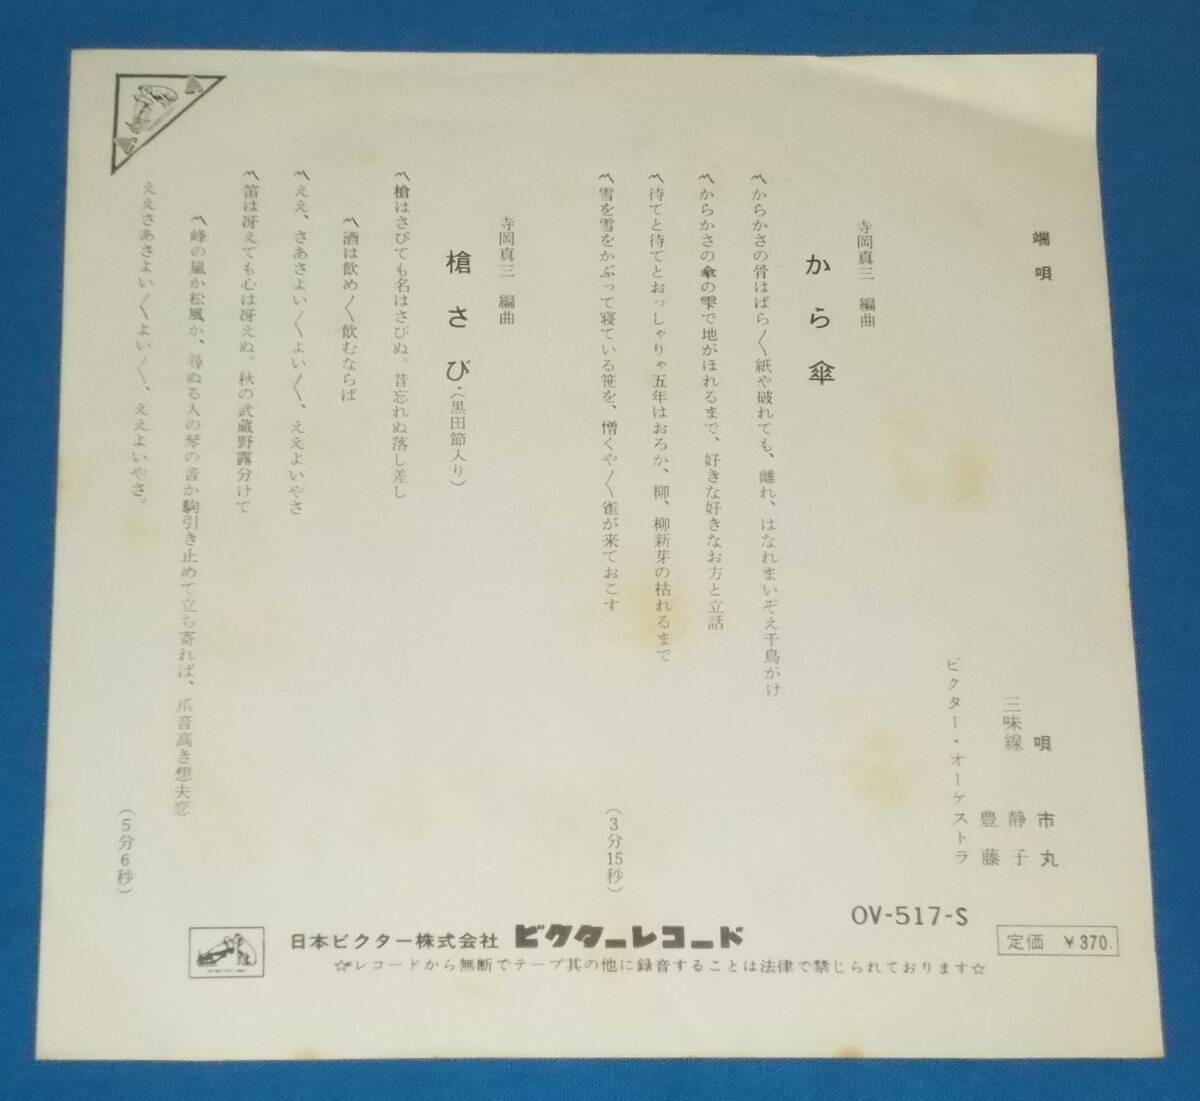 端唄
唄 市丸
三味線 静子
豊藤
ビクター・オーケストラ
から傘
寺岡真三 編曲
〽からかさの骨はばら〳〵紙や破れても、離れ、はなれまいぞえ千鳥がけ
〽からかさの傘の雫で地がほれるまで、好きな好きなお方と立話
〽待てと待てとおっしゃりゃ五年はおろか、柳、柳新芽の枯れるまで
〽雪を雪をかぶって寝ている笹を、憎くや〳〵雀が来ておこす
(3分15秒)
槍さび・(黒田節入り)
寺岡真三 編曲
〽槍はさびても名はさびぬ。昔忘れぬ落し差し
〽酒は飲め〳〵飲むならば
〽ええ、さあさよい〳〵よい〳〵、ええよいやさ
〽笛は冴えても心は冴えぬ。秋の武蔵野露分けて
〽峰の嵐か松風か、尋ぬる人の琴の音か駒引き止めて立ち寄れば、爪音高き想夫恋
ええさあさよい〳〵よい〳〵、ええよいやさ。
(5分6秒)
OV-517-S
日本ビクター株式会社 ビクターレコード
定価 ¥370.
☆レコードから無断でテープ其の他に録音することは法律で禁じられております☆